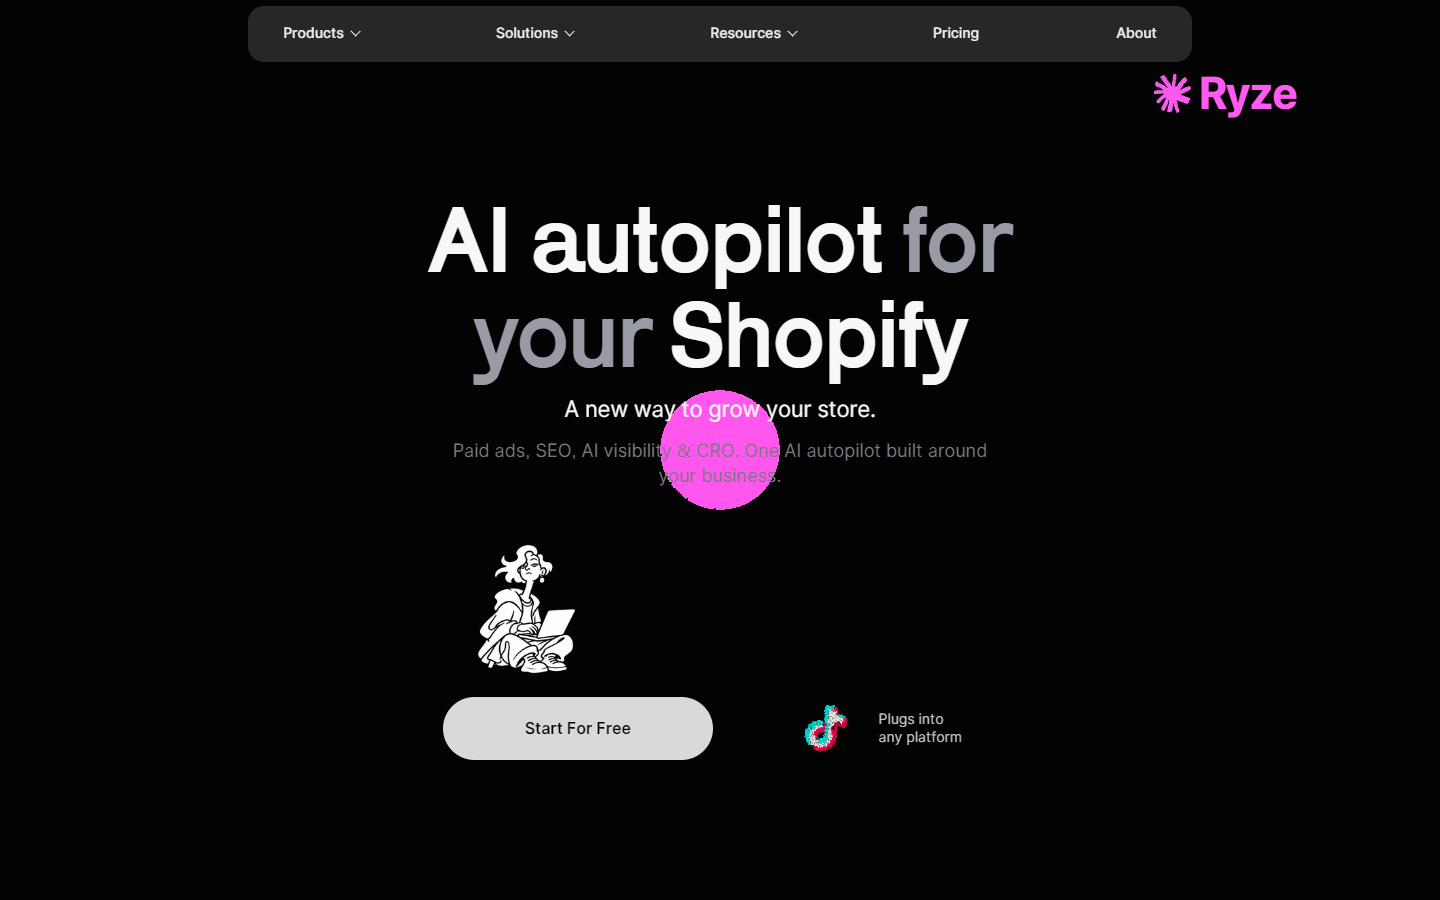 Products
Solutions
Resources
Pricing
About
Ryze
AI autopilot for
your Shopify
A new way to grow your store.
Paid ads, SEO, AI visibility & CRO. One AI autopilot built around
your business.
Start For Free
Plugs into
any platform